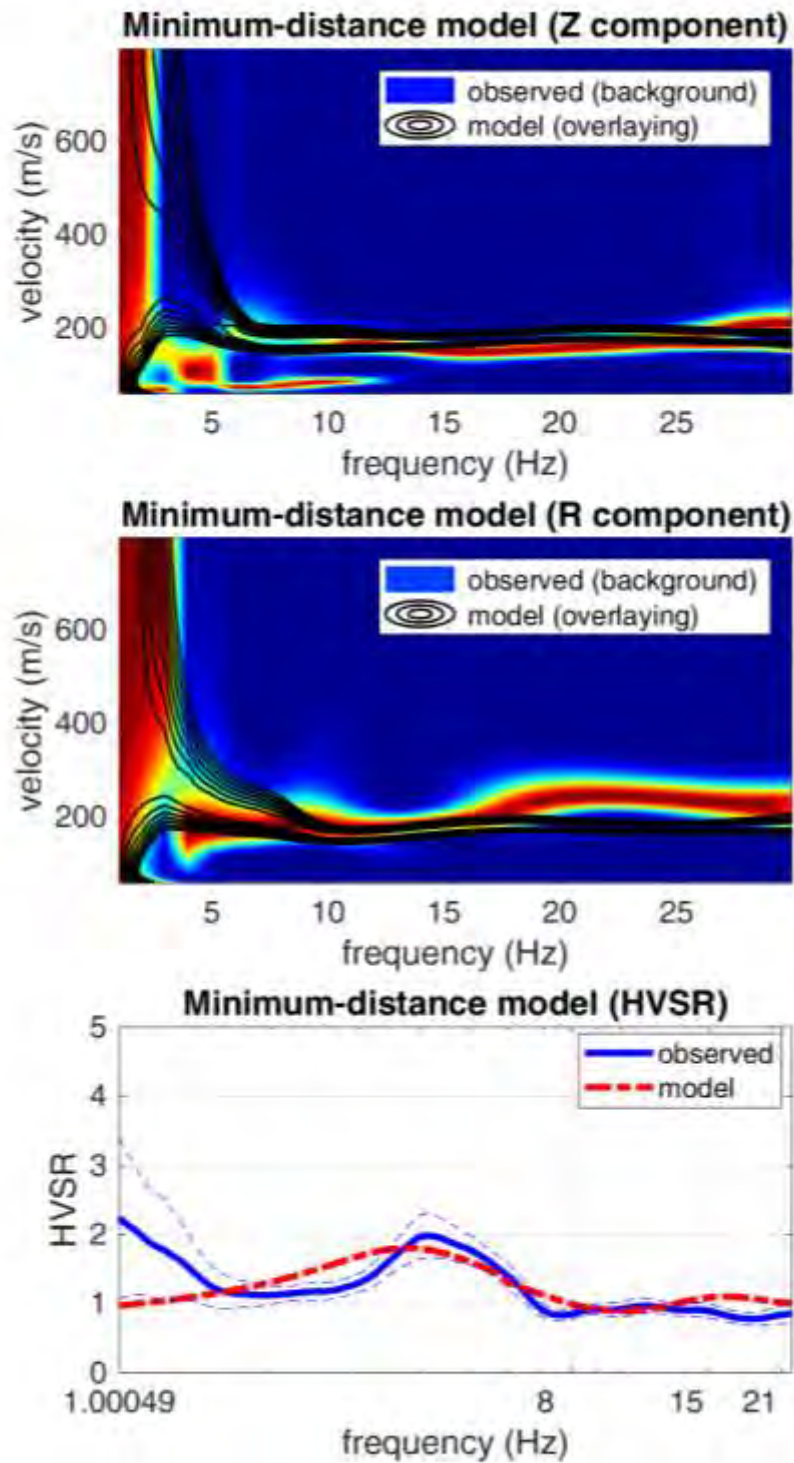 Minimum-distance model (Z component)
observed (background)
model (overlaying)
velocity (m/s)
600
400
200
5 10 15 20 25
frequency (Hz)
Minimum-distance model (R component)
observed (background)
model (overlaying)
velocity (m/s)
600
400
200
5 10 15 20 25
frequency (Hz)
Minimum-distance model (HVSR)
observed
model
HVSR
5
4
3
2
1
0
1.00049 8 15 21
frequency (Hz)